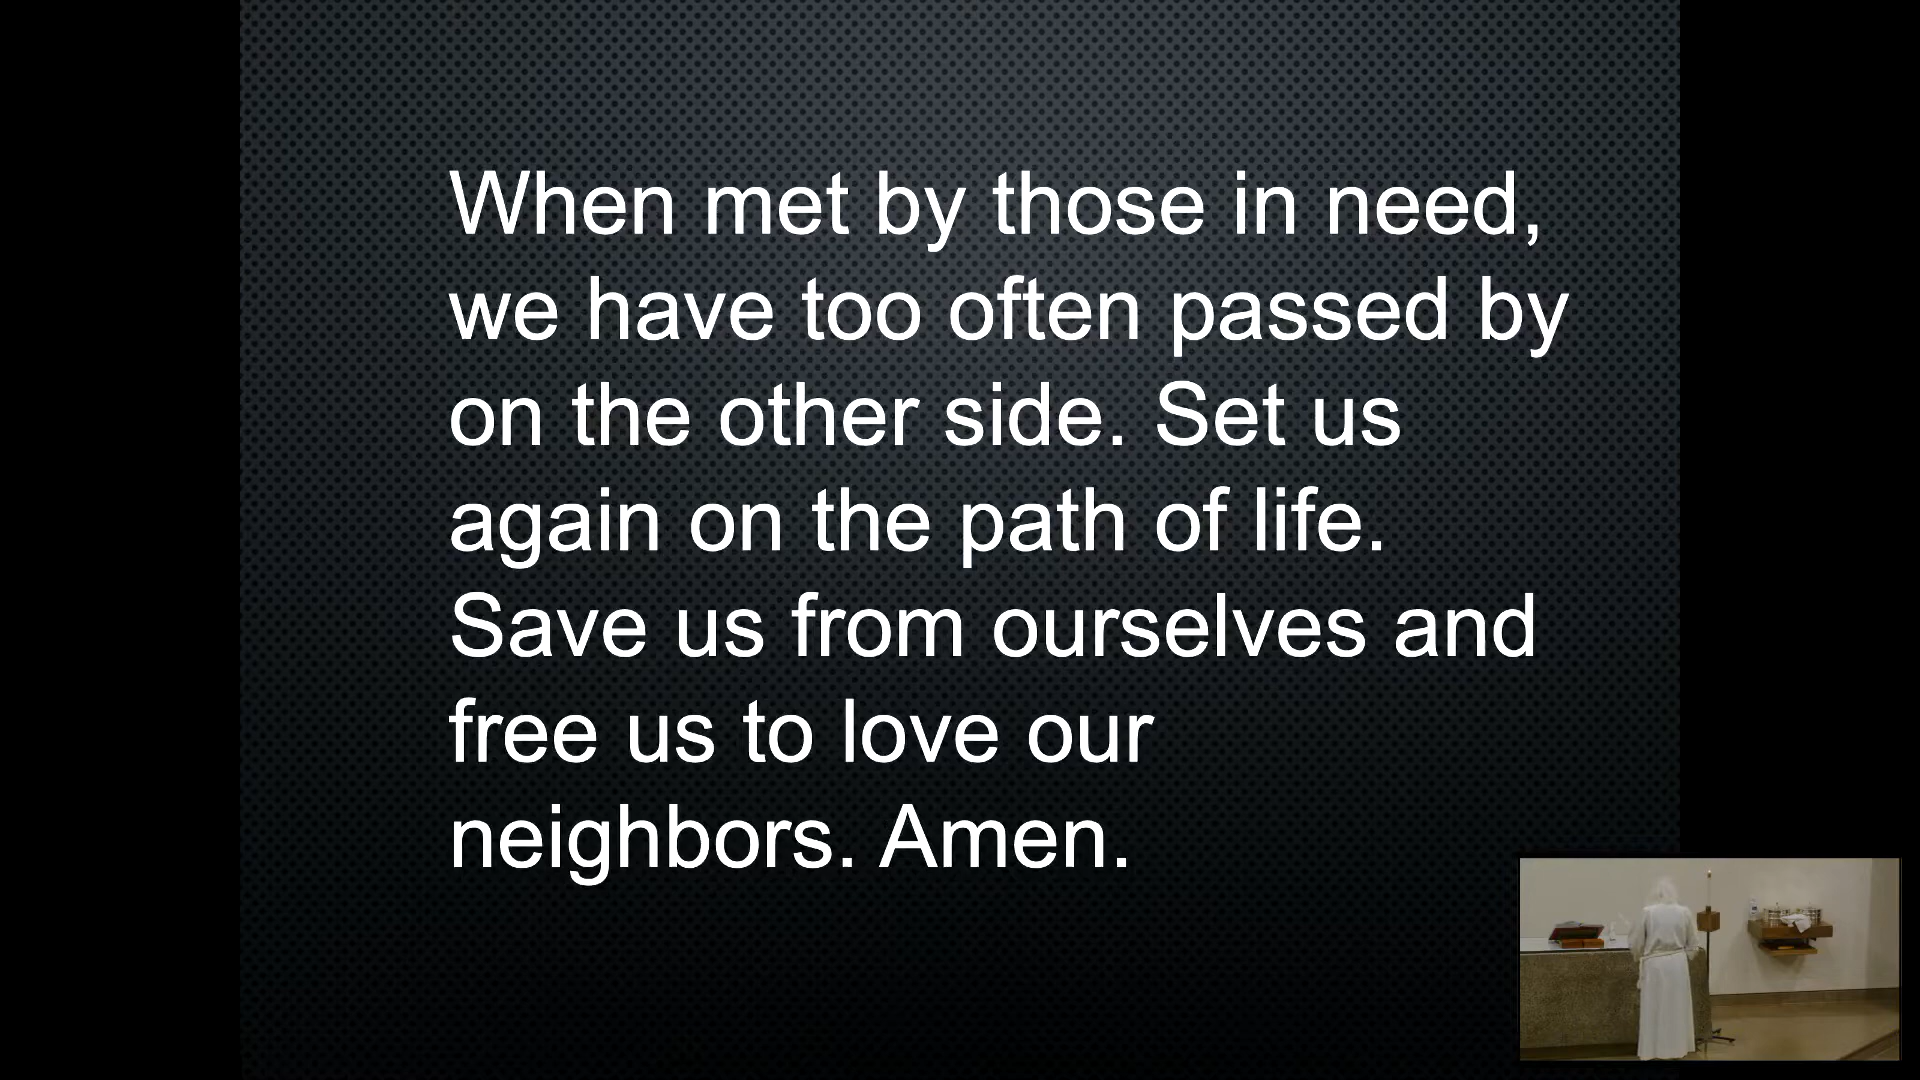 When met by those in need,
we have too often passed by
on the other side. Set us
again on the path of life.
Save us from ourselves and
free us to love our
neighbors. Amen.